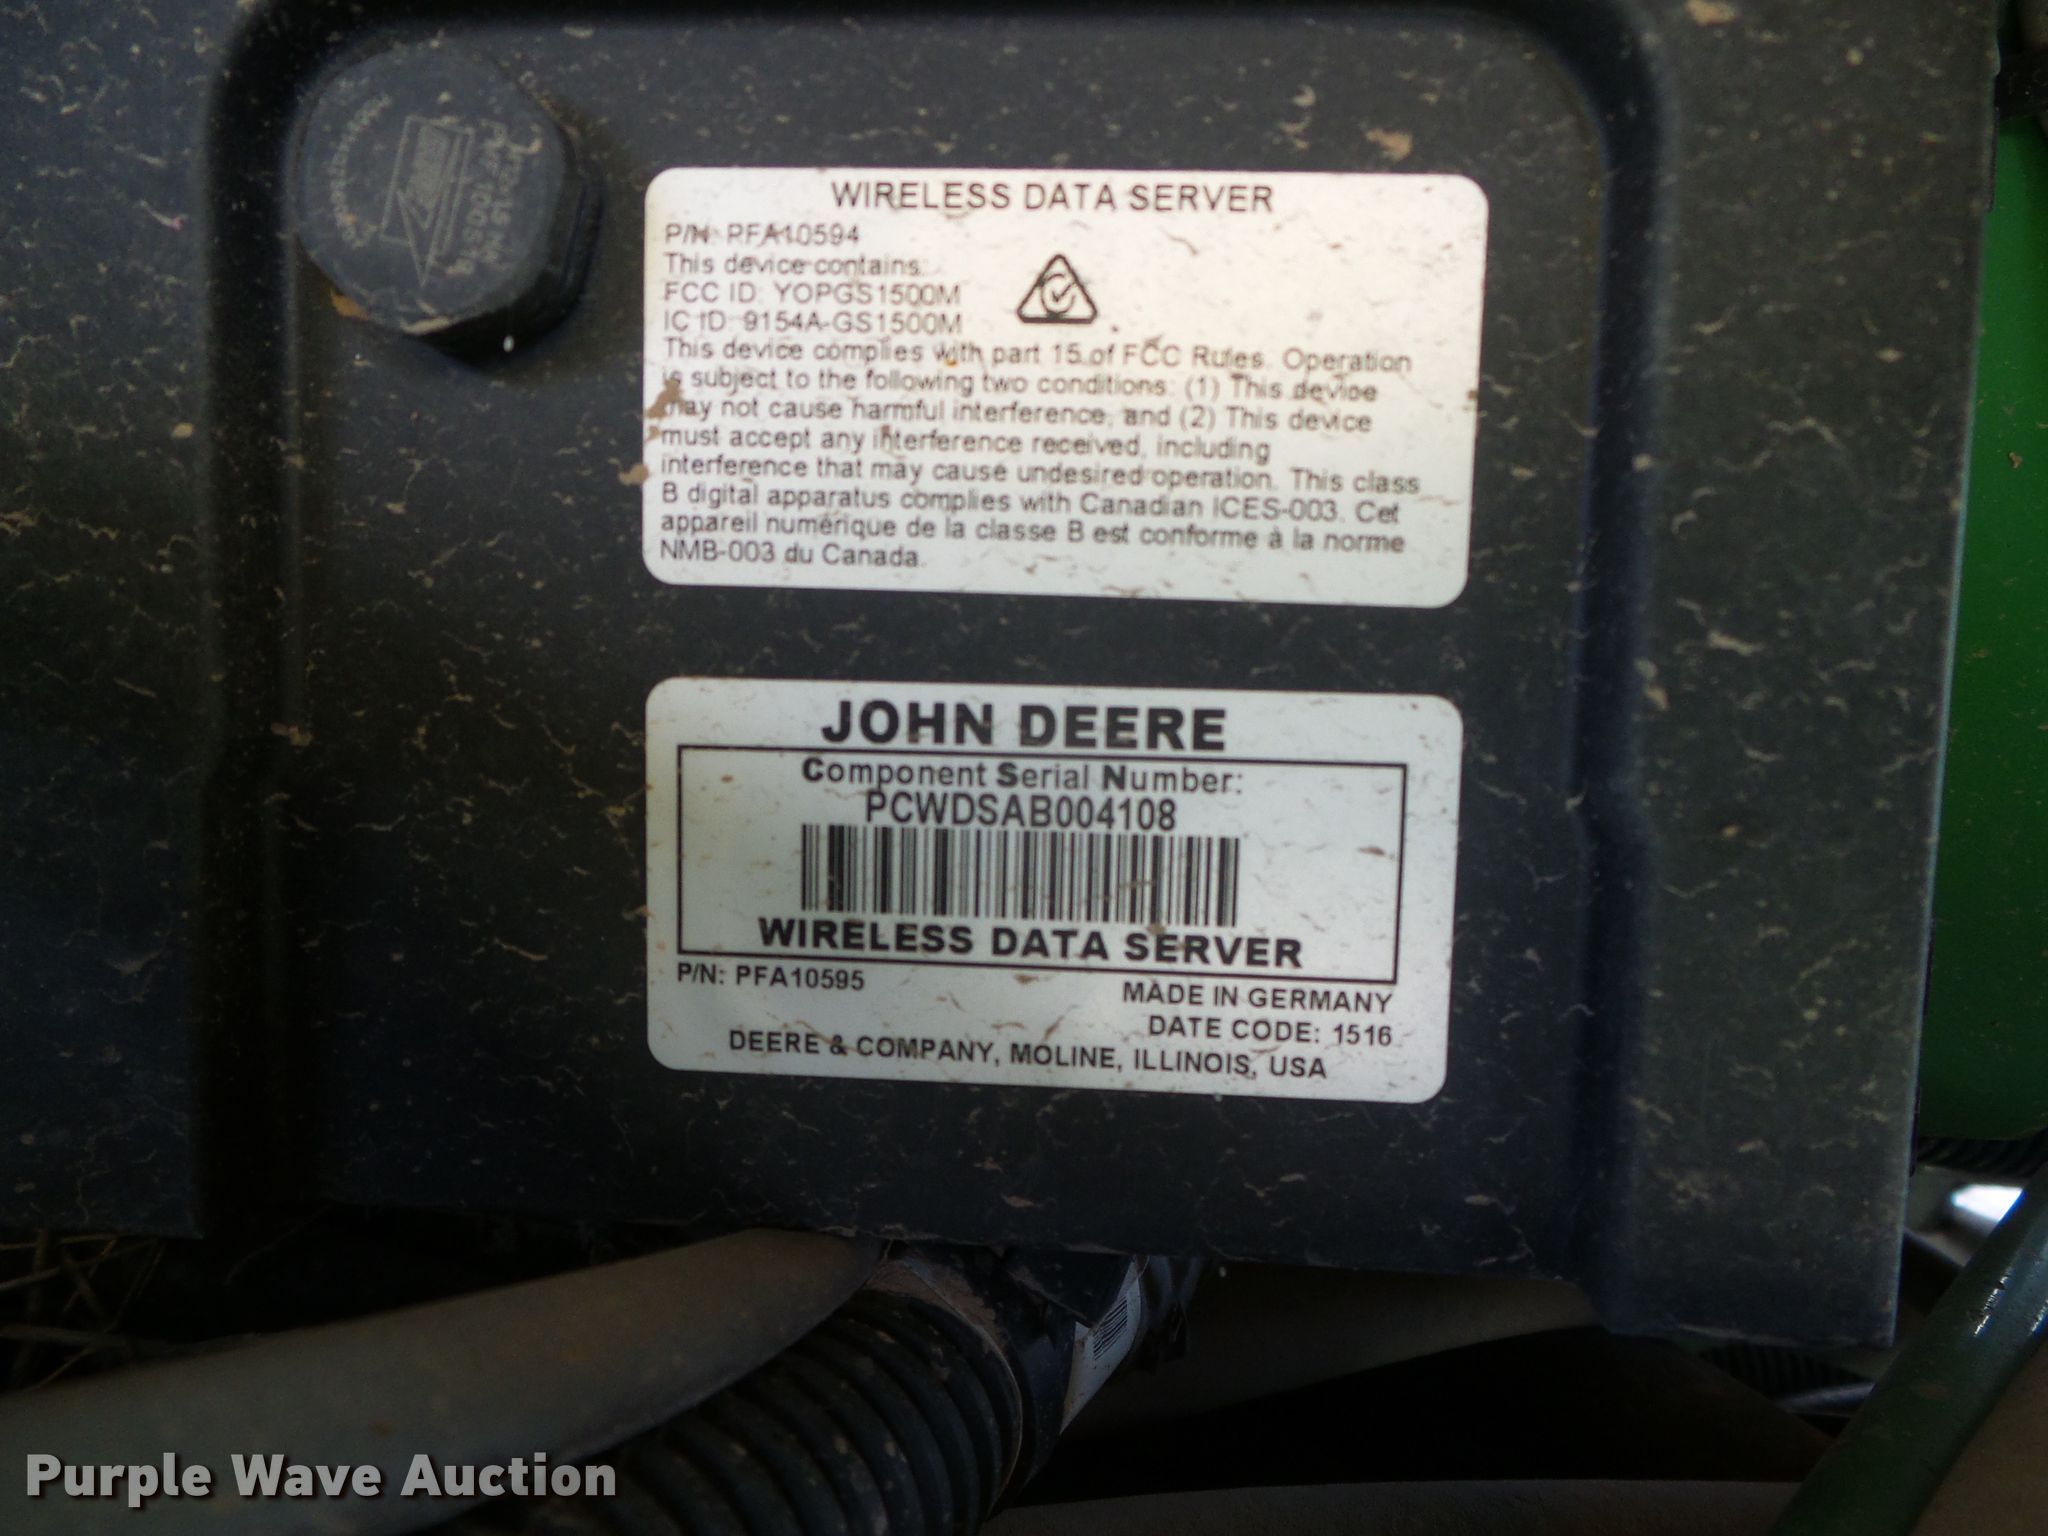 WIRELESS DATA SERVER
P/N: PFA10594
This device contains:
FCC ID: YOPGS1500M
IC ID: 9154A-GS1500M
This device complies with part 15 of FCC Rules. Operation
is subject to the following two conditions: (1) This device
may not cause harmful interference, and (2) This device
must accept any interference received, including
interference that may cause undesired operation. This class
B digital apparatus complies with Canadian ICES-003. Cet
appareil numérique de la classe B est conforme à la norme
NMB-003 du Canada.
JOHN DEERE
Component Serial Number:
PCWDSAB004108
WIRELESS DATA SERVER
P/N: PFA10595
MADE IN GERMANY
DATE CODE: 1516
DEERE & COMPANY, MOLINE, ILLINOIS, USA
Purple Wave Auction